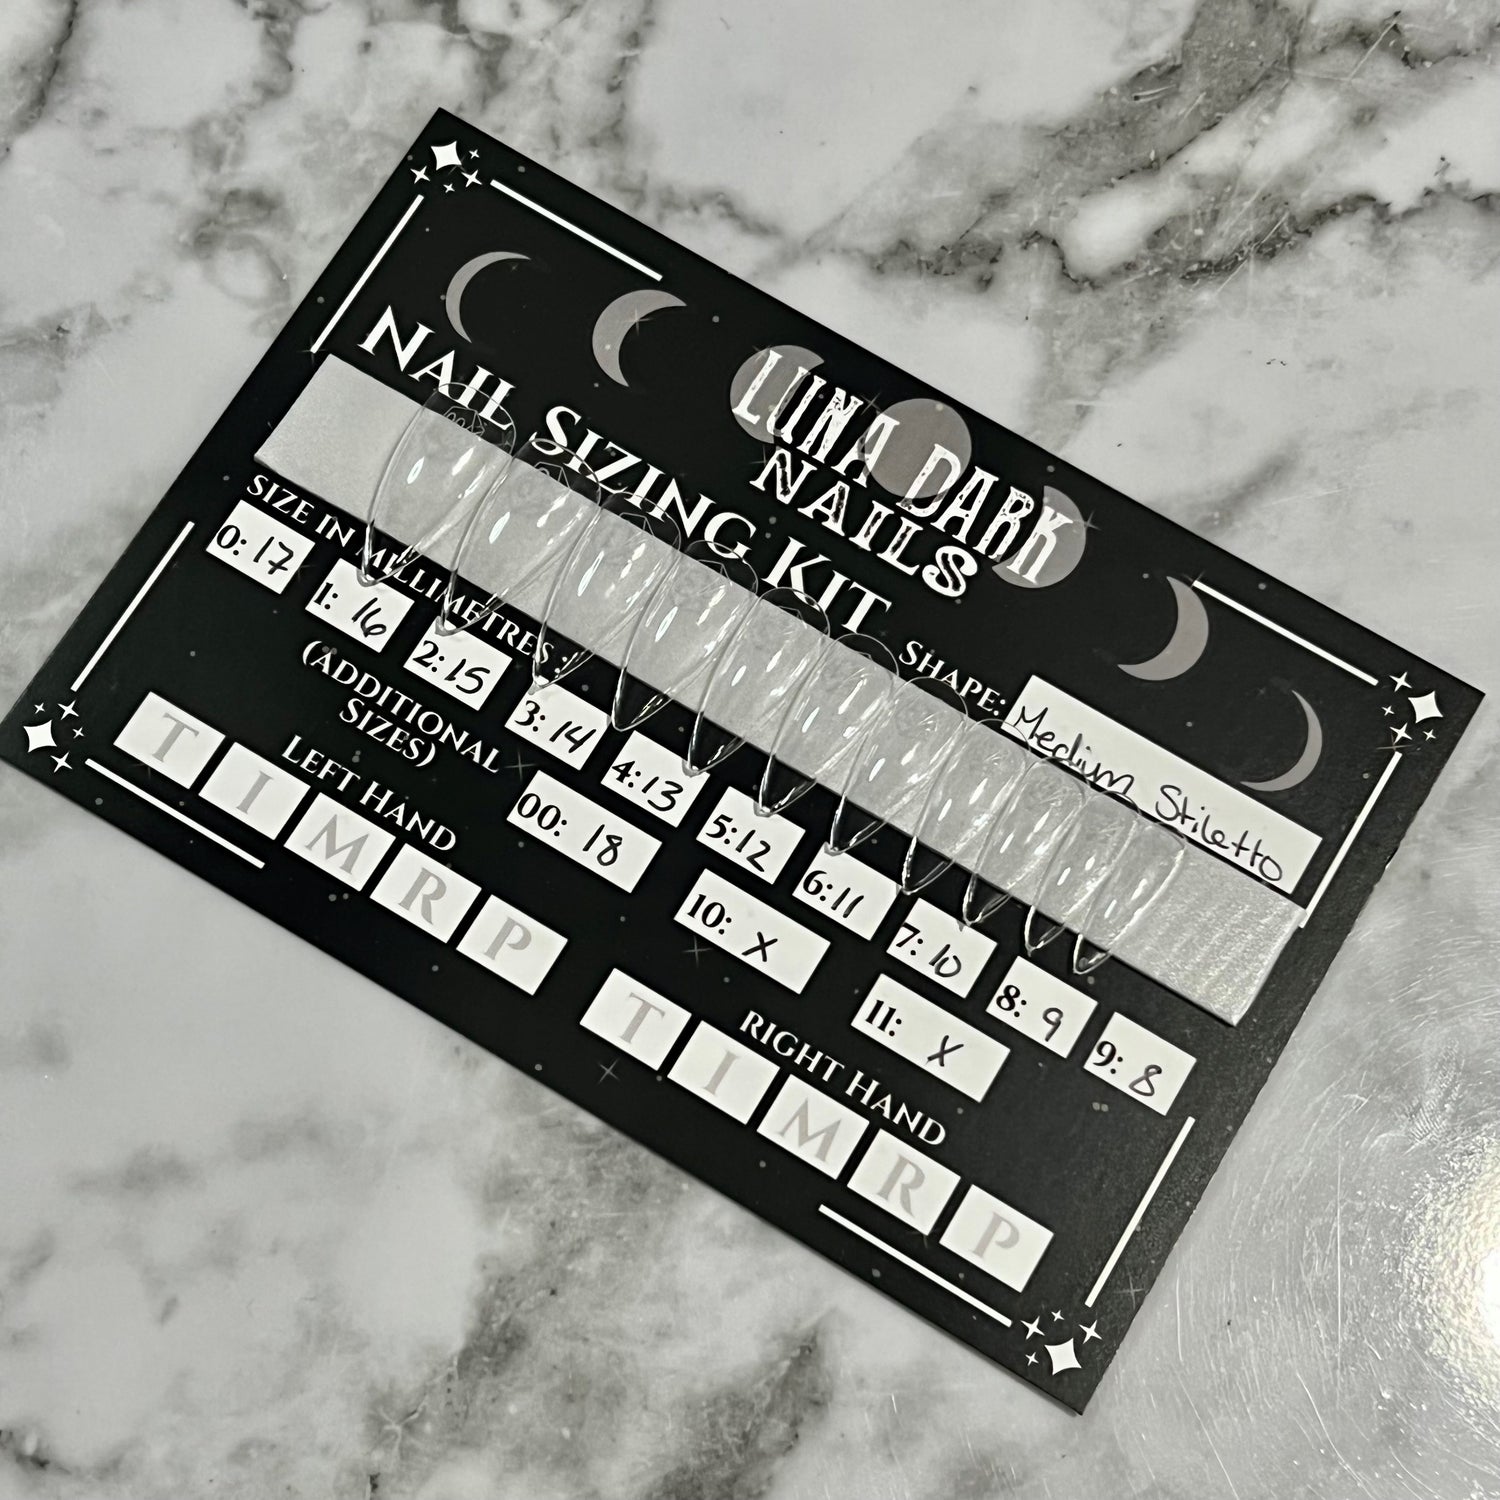 LUNA DARK
NAILS
NAIL SIZING KIT
SHAPE: Medium Stiletto
SIZE IN MILLIMETRES:
0: 17
1: 16
2: 15
3: 14
4: 13
5: 12
6: 11
7: 10
8: 9
9: 8
(ADDITIONAL
SIZES)
00: 18
10: X
11: X
LEFT HAND
T I M R P
RIGHT HAND
T I M R P